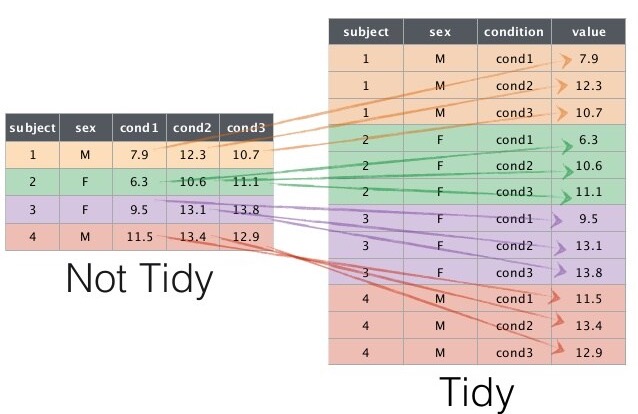 subject sex cond1 cond2 cond3
1 M 7.9 12.3 10.7
2 F 6.3 10.6 11.1
3 F 9.5 13.1 13.8
4 M 11.5 13.4 12.9
Not Tidy
subject sex condition value
1 M cond1 7.9
1 M cond2 12.3
1 M cond3 10.7
2 F cond1 6.3
2 F cond2 10.6
2 F cond3 11.1
3 F cond1 9.5
3 F cond2 13.1
3 F cond3 13.8
4 M cond1 11.5
4 M cond2 13.4
4 M cond3 12.9
Tidy